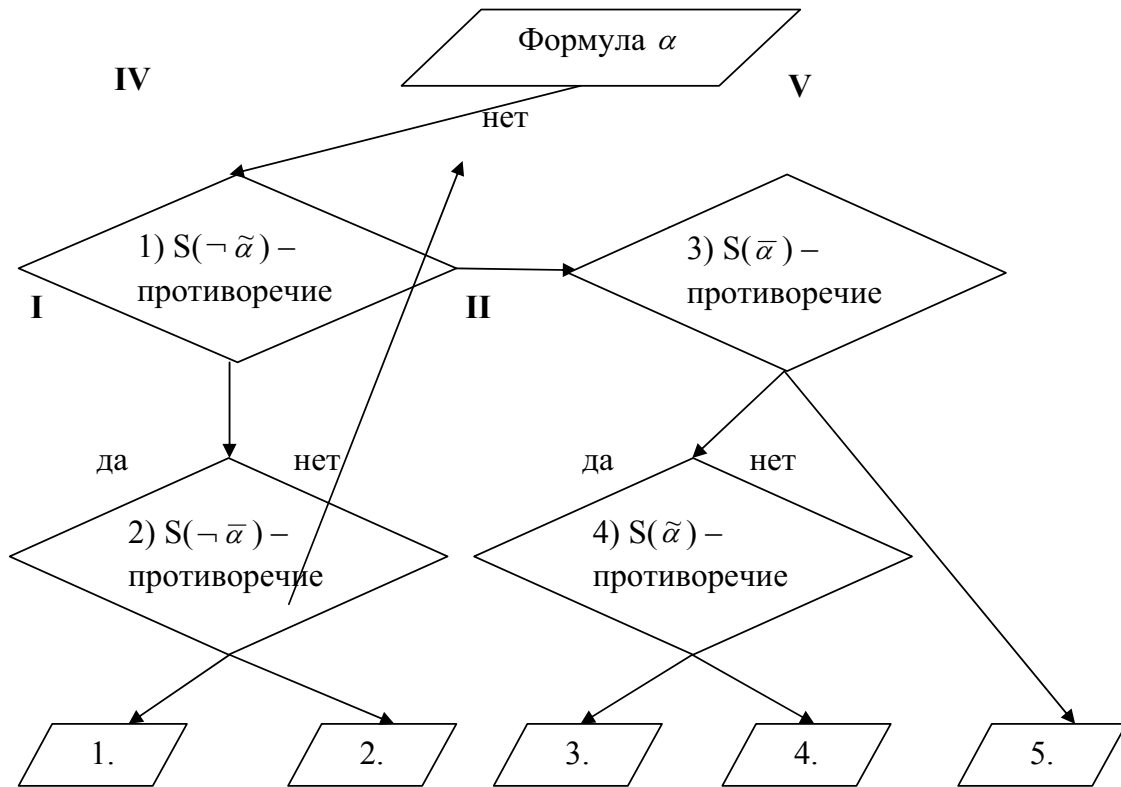 Формула α
IV
V
нет
1) S(¬ α̃) –
противоречие
3) S(ᾱ) –
противоречие
I
II
да
нет
да
нет
2) S(¬ ᾱ) –
противоречие
4) S(α̃) –
противоречие
1.
2.
3.
4.
5.